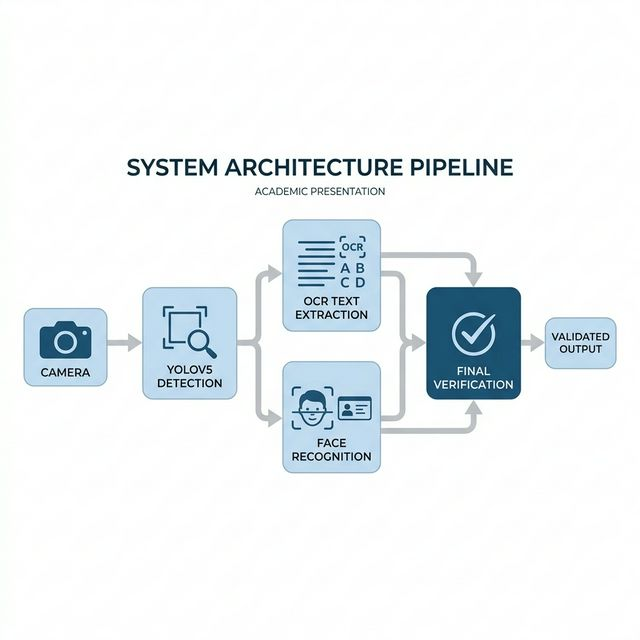 SYSTEM ARCHITECTURE PIPELINE
ACADEMIC PRESENTATION
CAMERA
YOLOV5
DETECTION
OCR
A B
C D
OCR TEXT
EXTRACTION
FACE
RECOGNITION
FINAL
VERIFICATION
VALIDATED
OUTPUT